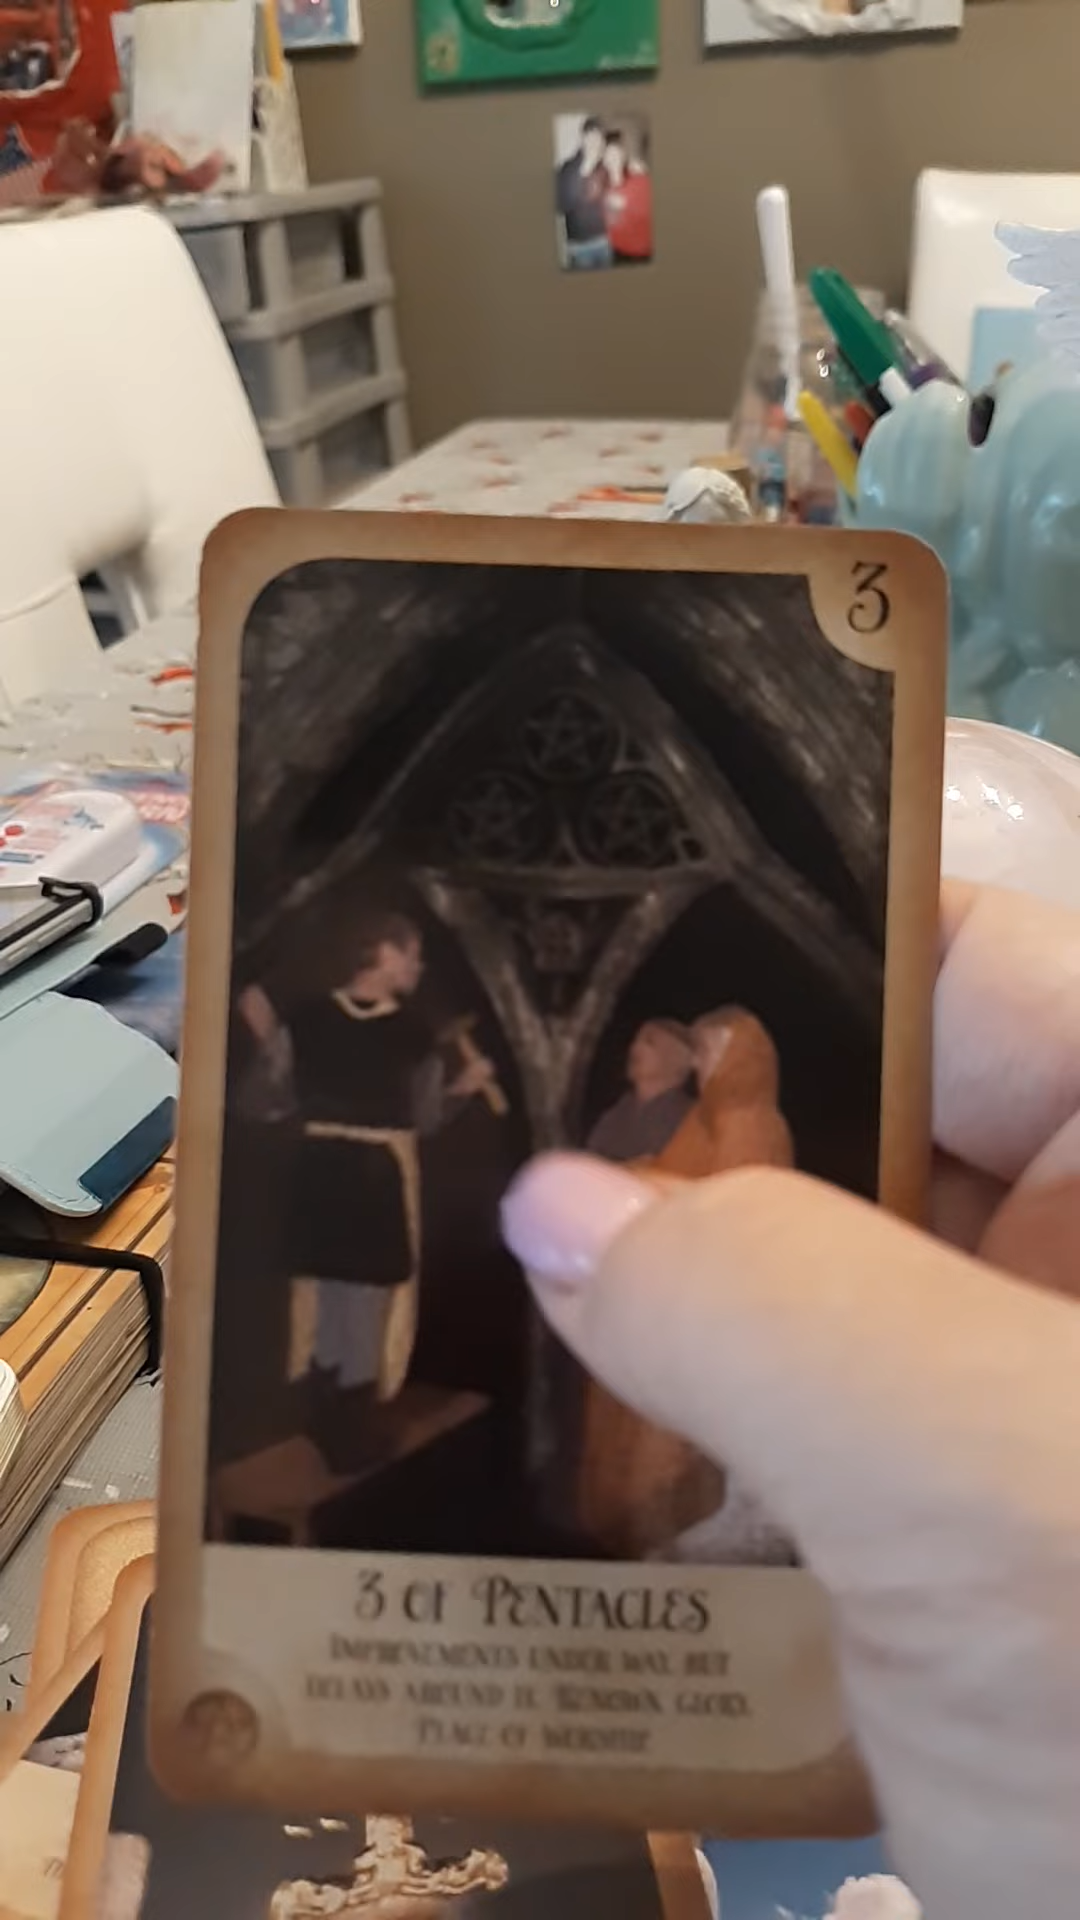 3
3 of Pentacles
Improvements under way but
delays around it. Renown, glory.
Place of worship